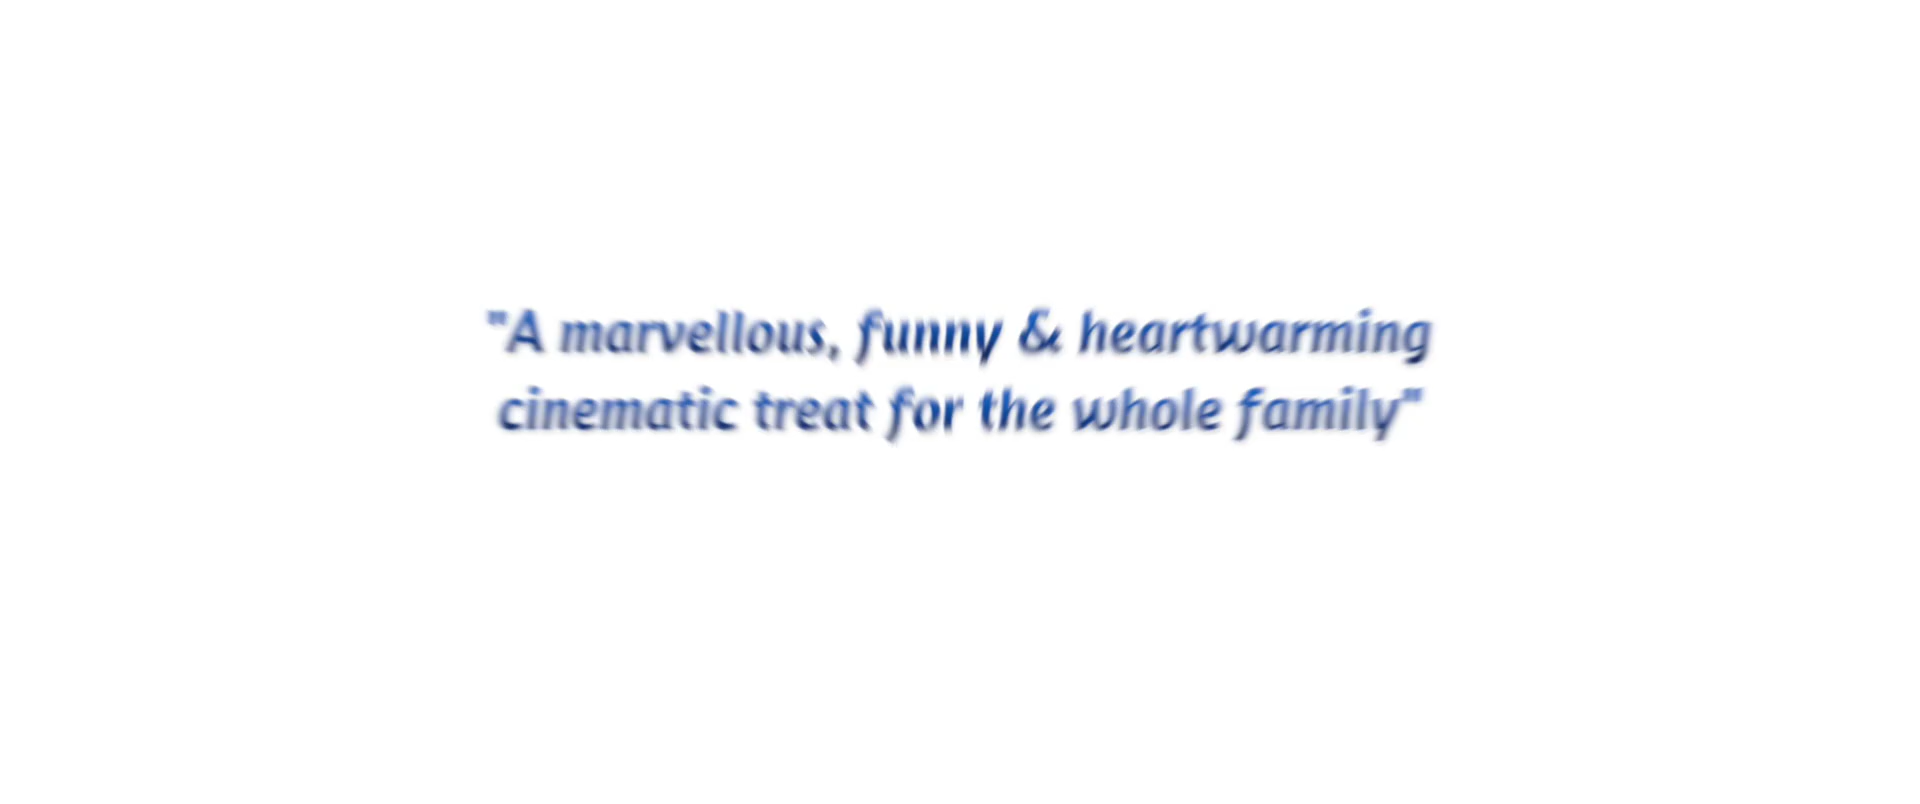 "A marvellous, funny & heartwarming
cinematic treat for the whole family"